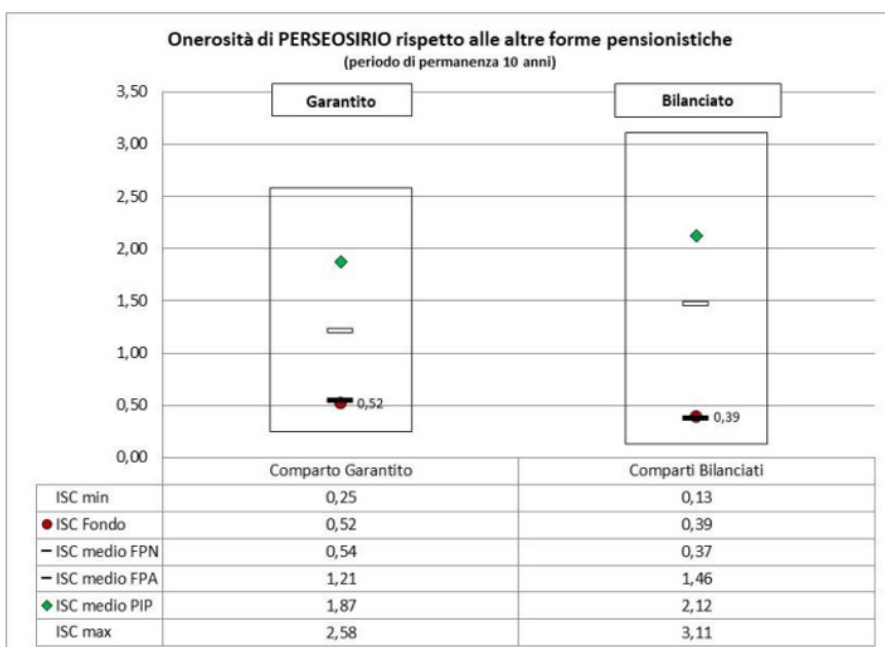 Onerosità di PERSEOSIRIO rispetto alle altre forme pensionistiche
(periodo di permanenza 10 anni)
3,50
Garantito
Bilanciato
3,00
2,50
2,00
1,50
1,00
0,50
0,52
0,39
0,00
Comparto Garantito
Comparti Bilanciati
ISC min 0,25 0,13
ISC Fondo 0,52 0,39
ISC medio FPN 0,54 0,37
ISC medio FPA 1,21 1,46
ISC medio PIP 1,87 2,12
ISC max 2,58 3,11